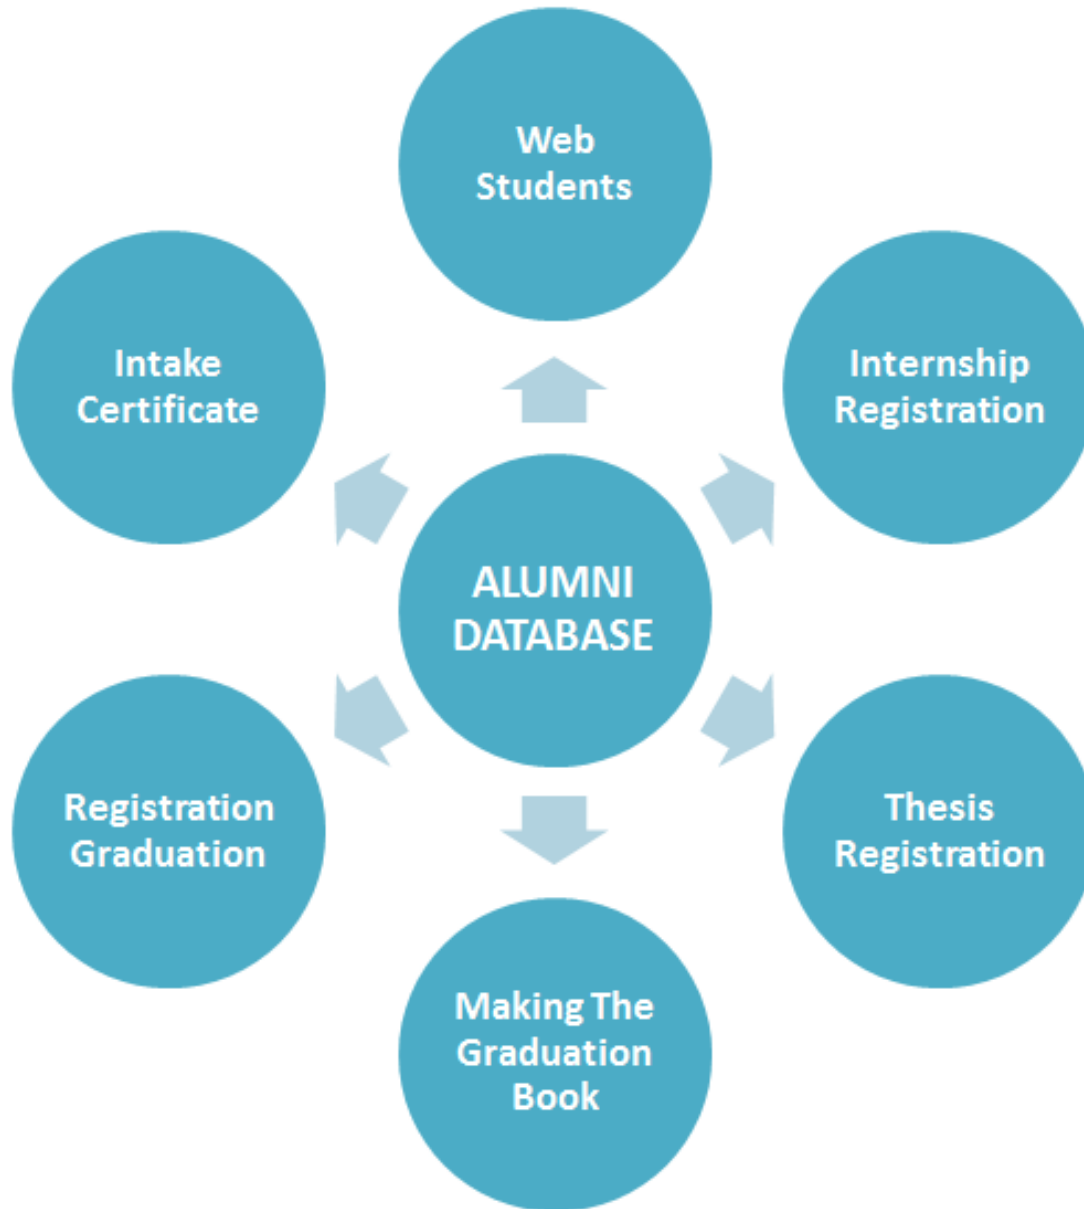 Web
Students
Intake
Certificate
Internship
Registration
ALUMNI
DATABASE
Registration
Graduation
Thesis
Registration
Making The
Graduation
Book